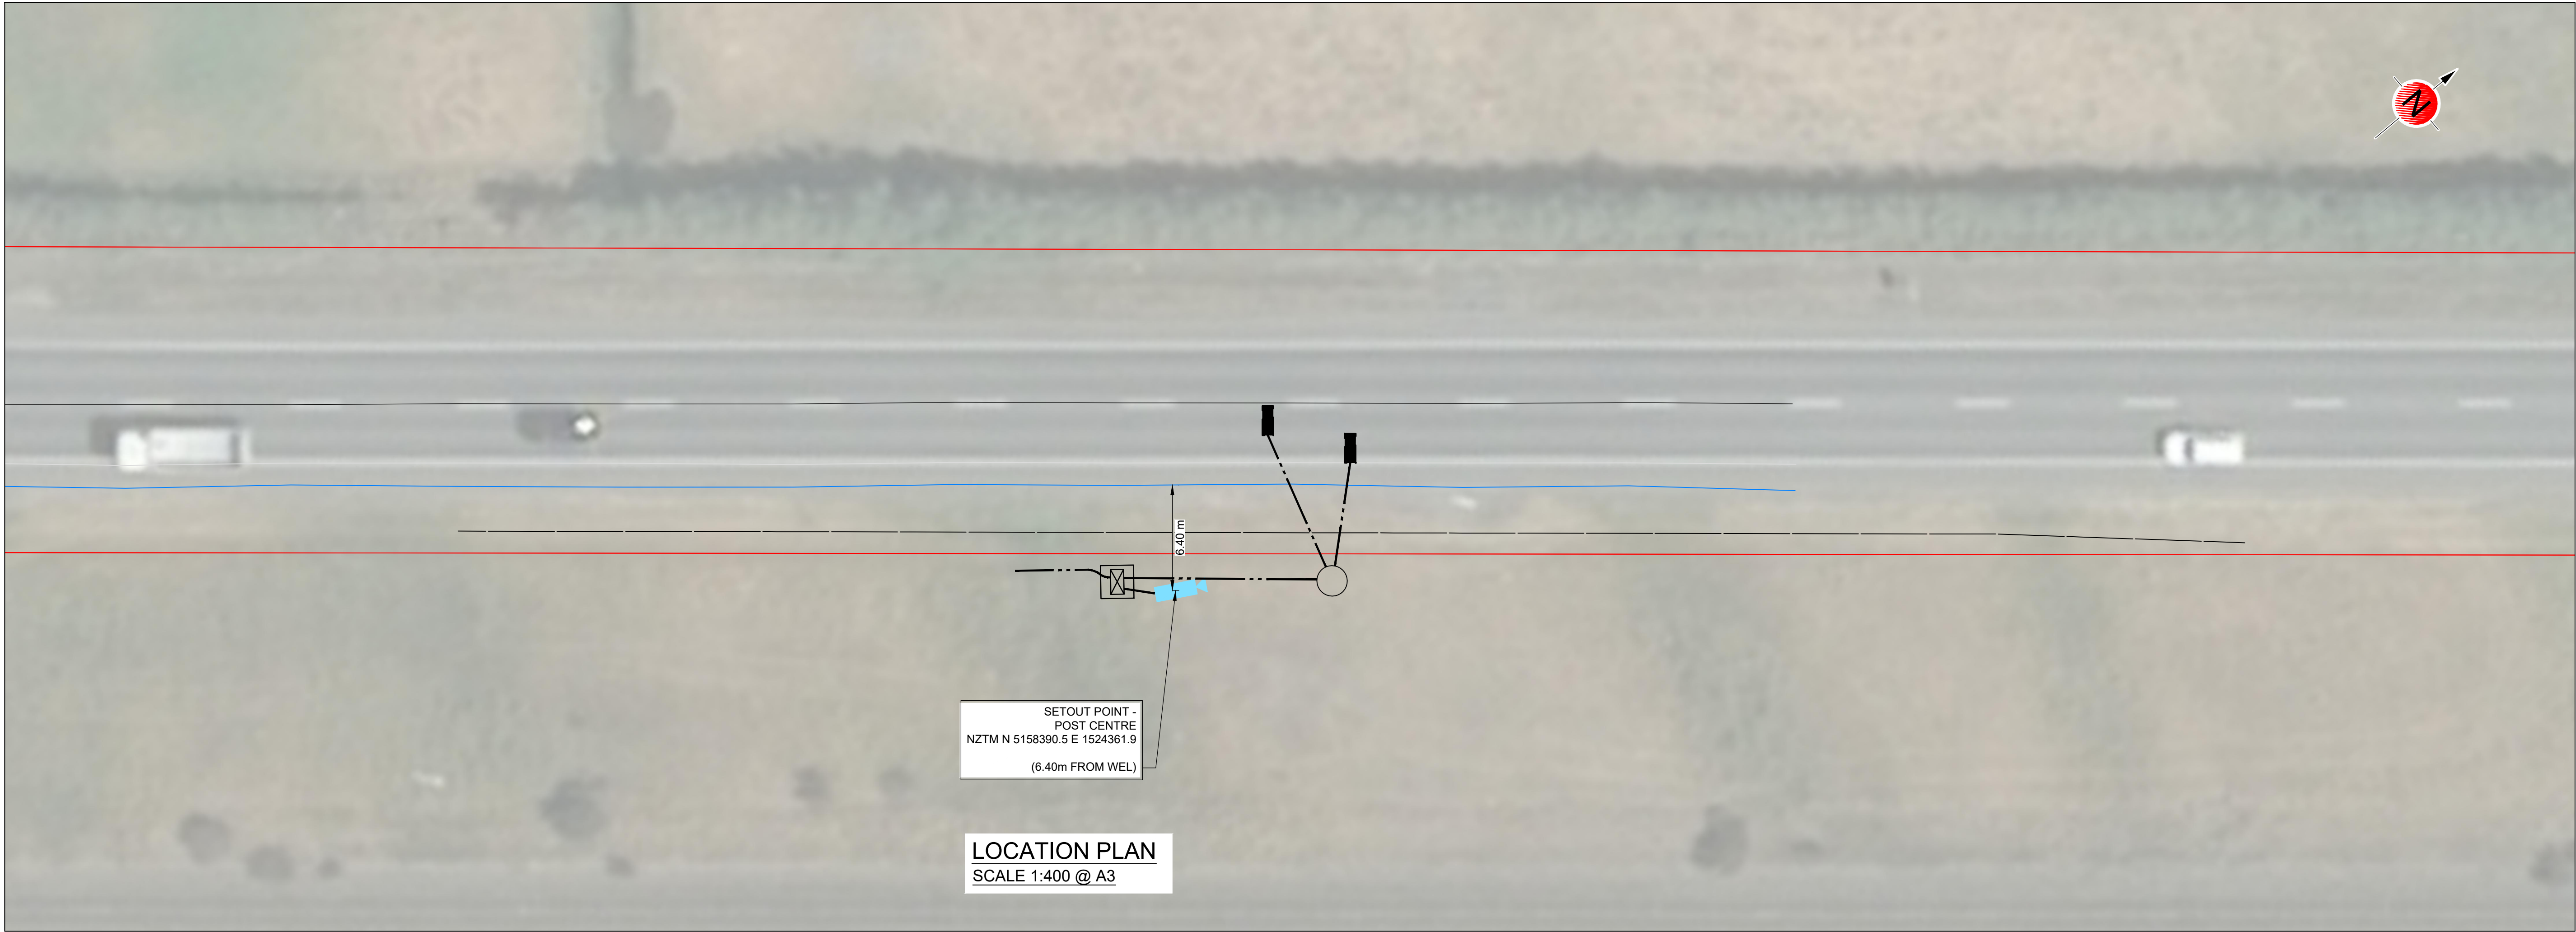 N
6.40 m
SETOUT POINT -
POST CENTRE
NZTM N 5158390.5 E 1524361.9
(6.40m FROM WEL)
LOCATION PLAN
SCALE 1:400 @ A3